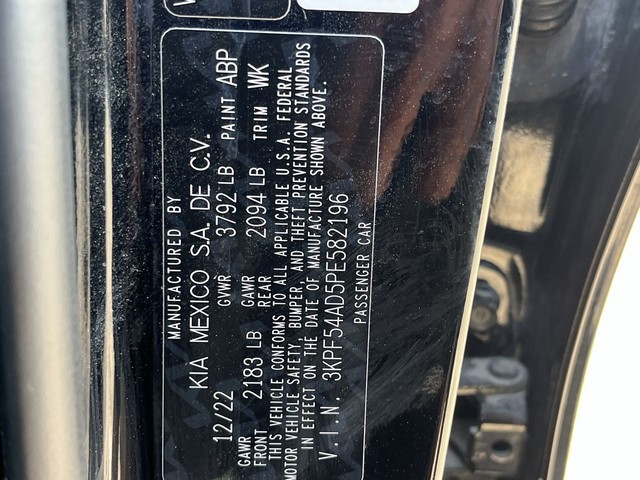 MANUFACTURED BY
KIA MEXICO S.A. DE C.V.
12/22 GVWR 3792 LB PAINT ABP
GAWR FRONT 2183 LB GAWR REAR 2094 LB TRIM WK
THIS VEHICLE CONFORMS TO ALL APPLICABLE U.S.A. FEDERAL
MOTOR VEHICLE SAFETY, BUMPER, AND THEFT PREVENTION STANDARDS
IN EFFECT ON THE DATE OF MANUFACTURE SHOWN ABOVE.
V.I.N. 3KPF54AD5PE582196
PASSENGER CAR